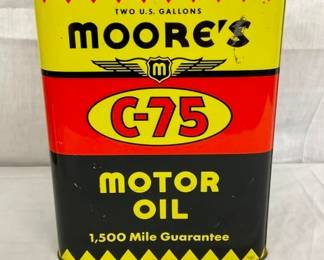 TWO U.S. GALLONS
MOORE'S
M
C-75
MOTOR
OIL
1,500 Mile Guarantee